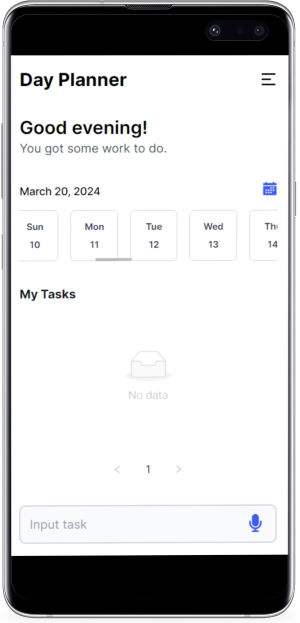 Day Planner
Good evening!
You got some work to do.
March 20, 2024
Sun Mon Tue Wed Thu
10 11 12 13 14
My Tasks
No data
< 1 >
Input task